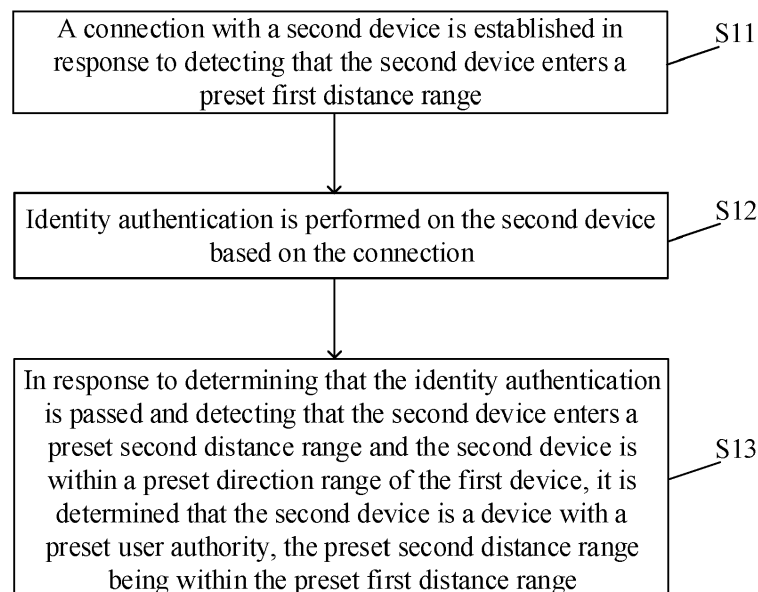 A connection with a second device is established in
response to detecting that the second device enters a
preset first distance range
S11
Identity authentication is performed on the second device
based on the connection
S12
In response to determining that the identity authentication
is passed and detecting that the second device enters a
preset second distance range and the second device is
within a preset direction range of the first device, it is
determined that the second device is a device with a
preset user authority, the preset second distance range
being within the preset first distance range
S13